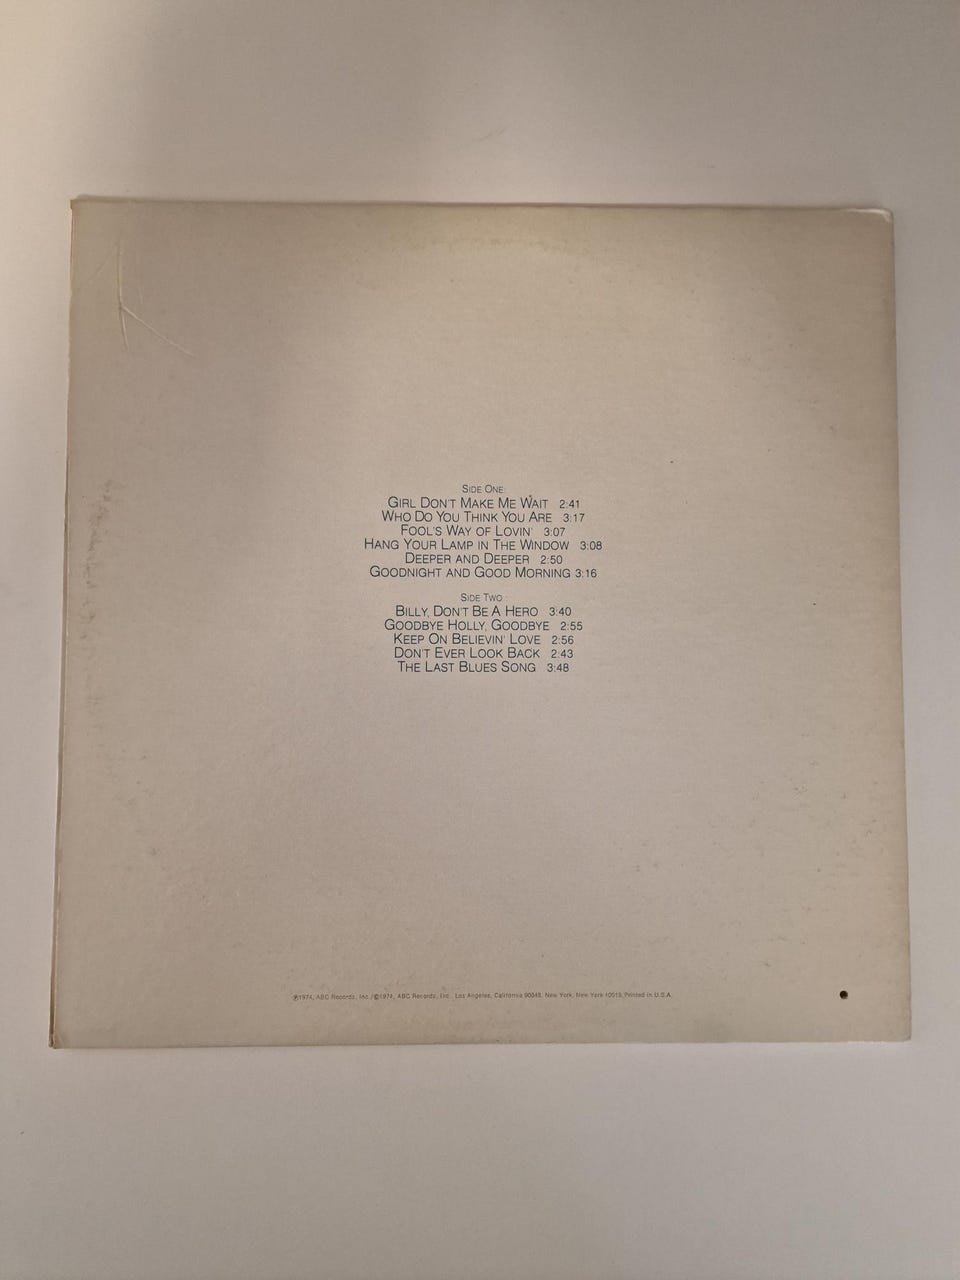 SIDE ONE:
GIRL DON'T MAKE ME WAIT 2:41
WHO DO YOU THINK YOU ARE 3:17
FOOL'S WAY OF LOVIN' 3:07
HANG YOUR LAMP IN THE WINDOW 3:08
DEEPER AND DEEPER 2:50
GOODNIGHT AND GOOD MORNING 3:16
SIDE TWO:
BILLY, DON'T BE A HERO 3:40
GOODBYE HOLLY, GOODBYE 2:55
KEEP ON BELIEVIN' LOVE 2:56
DON'T EVER LOOK BACK 2:43
THE LAST BLUES SONG 3:48
℗1974, ABC Records, Inc./©1974, ABC Records, Inc. Los Angeles, California 90048, New York, New York 10019, Printed in U.S.A.